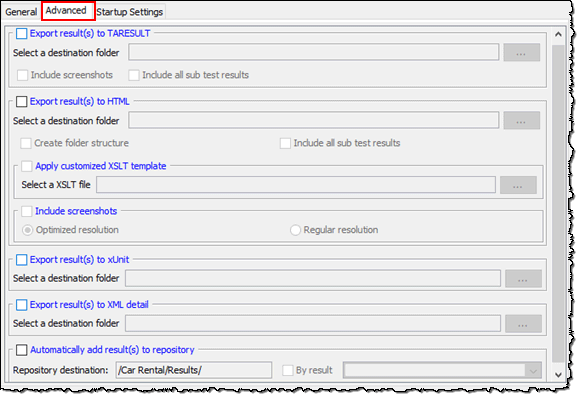 General Advanced Startup Settings
Export result(s) to TARESULT
Select a destination folder ...
Include screenshots Include all sub test results
Export result(s) to HTML
Select a destination folder ...
Create folder structure Include all sub test results
Apply customized XSLT template
Select a XSLT file ...
Include screenshots
Optimized resolution Regular resolution
Export result(s) to xUnit
Select a destination folder ...
Export result(s) to XML detail
Select a destination folder ...
Automatically add result(s) to repository
Repository destination: /Car Rental/Results/ By result